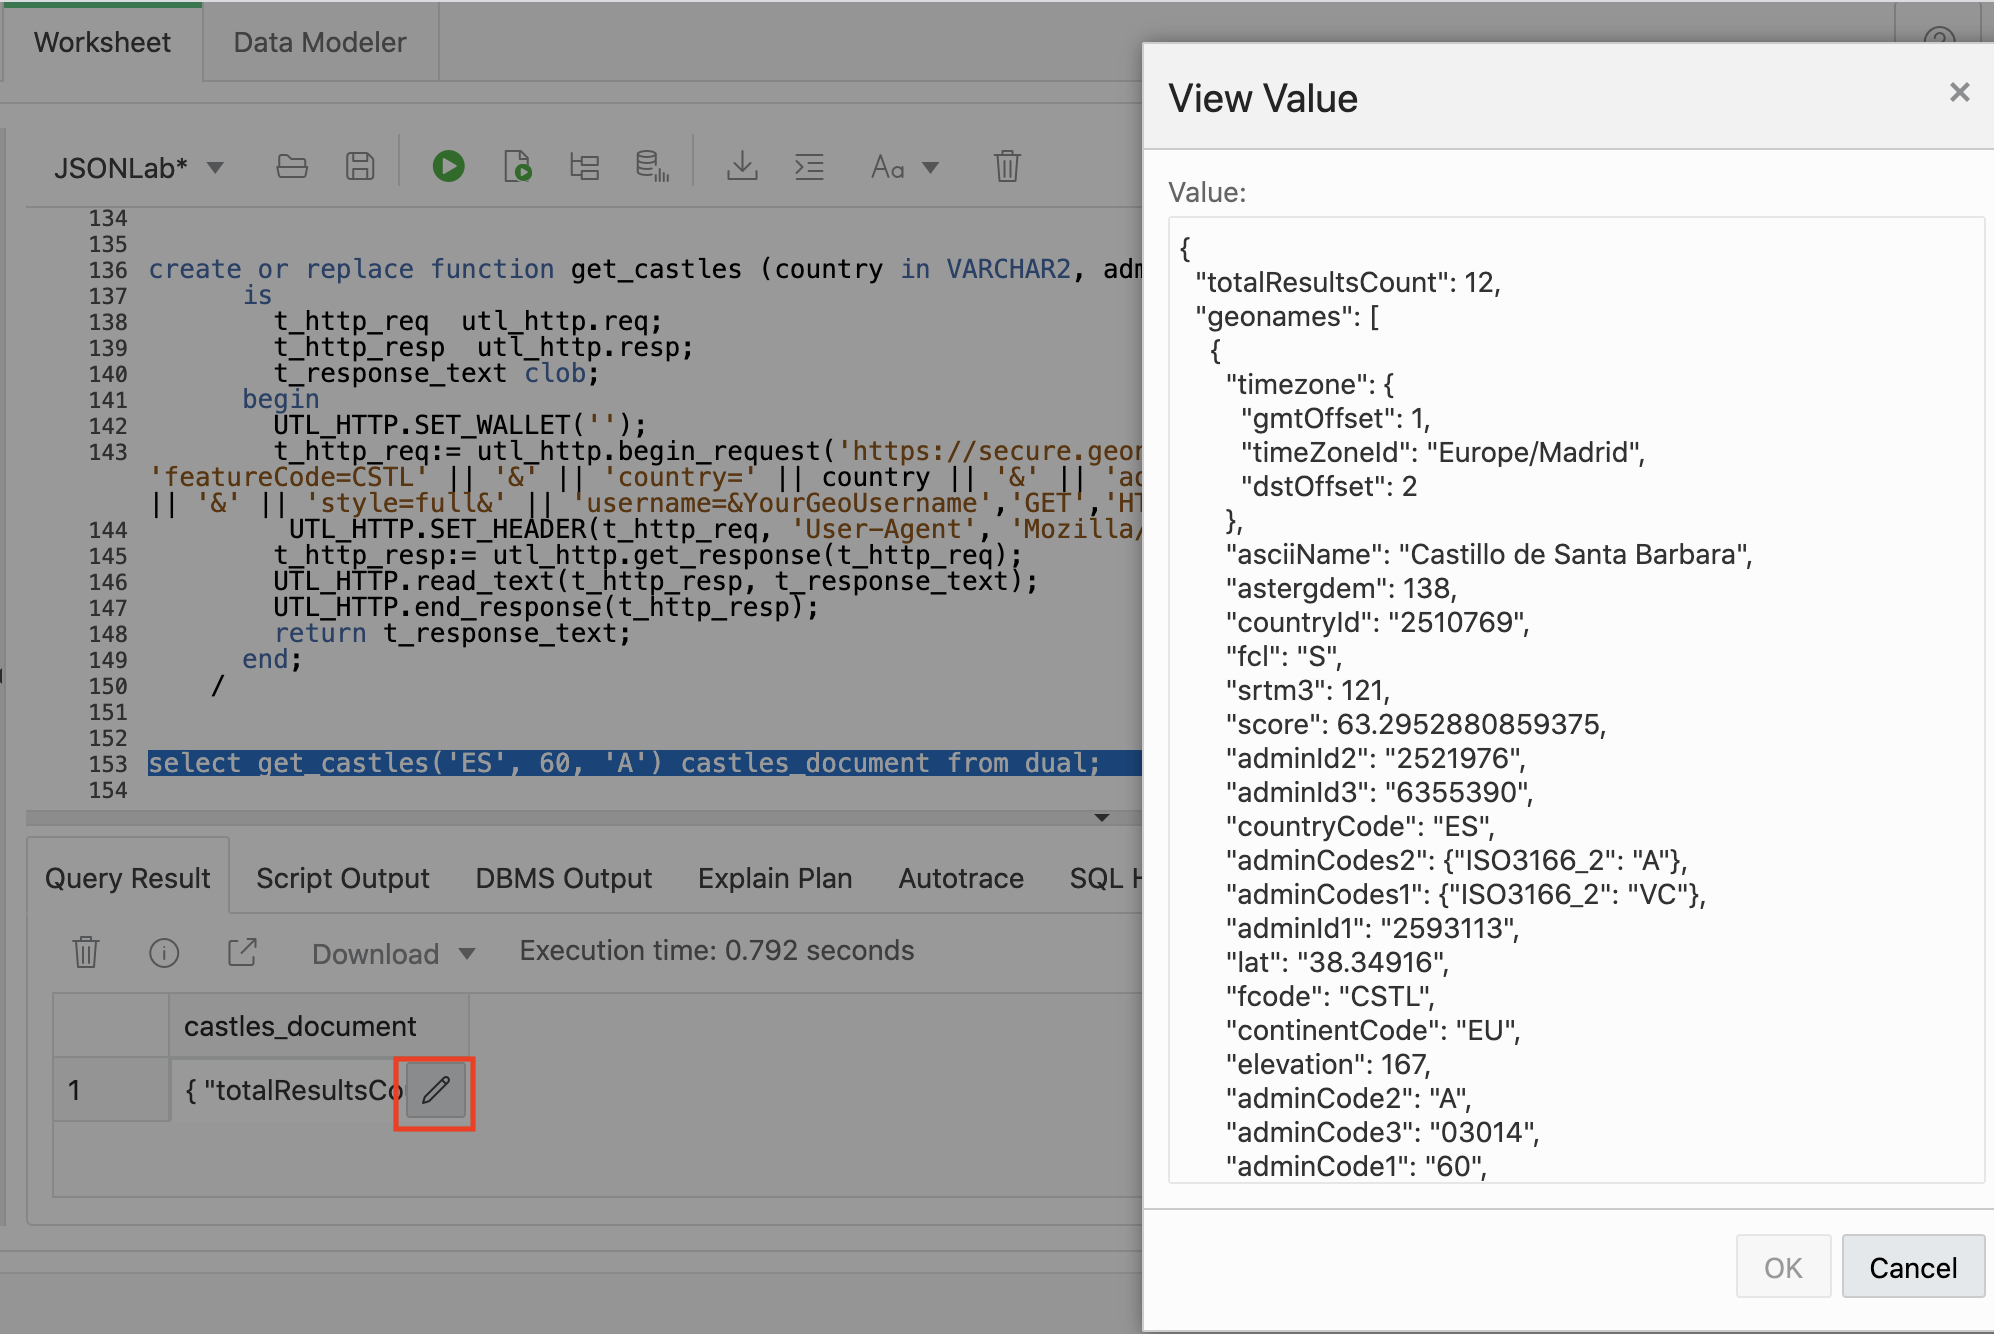 Worksheet
Data Modeler
JSONLab*
Aa
134
135
136 create or replace function get_castles (country in VARCHAR2, adm
137 is
138 t_http_req  utl_http.req;
139 t_http_resp  utl_http.resp;
140 t_response_text clob;
141 begin
142 UTL_HTTP.SET_WALLET('');
143 t_http_req:= utl_http.begin_request('https://secure.geo
'featureCode=CSTL' || '&' || 'country=' || country || '&' || 'a
|| '&' || 'style=full&' || 'username=&YourGeoUsername','GET','HT
144 UTL_HTTP.SET_HEADER(t_http_req, 'User-Agent', 'Mozilla/
145 t_http_resp:= utl_http.get_response(t_http_req);
146 UTL_HTTP.read_text(t_http_resp, t_response_text);
147 UTL_HTTP.end_response(t_http_resp);
148 return t_response_text;
149 end;
150 /
151
152
153 select get_castles('ES', 60, 'A') castles_document from dual;
154
Query Result
Script Output
DBMS Output
Explain Plan
Autotrace
SQL H
Download
Execution time: 0.792 seconds
castles_document
1 { "totalResultsCo
View Value
×
Value:
{
"totalResultsCount": 12,
"geonames": [
{
"timezone": {
"gmtOffset": 1,
"timeZoneId": "Europe/Madrid",
"dstOffset": 2
},
"asciiName": "Castillo de Santa Barbara",
"astergdem": 138,
"countryId": "2510769",
"fcl": "S",
"srtm3": 121,
"score": 63.2952880859375,
"adminId2": "2521976",
"adminId3": "6355390",
"countryCode": "ES",
"adminCodes2": {"ISO3166_2": "A"},
"adminCodes1": {"ISO3166_2": "VC"},
"adminId1": "2593113",
"lat": "38.34916",
"fcode": "CSTL",
"continentCode": "EU",
"elevation": 167,
"adminCode2": "A",
"adminCode3": "03014",
"adminCode1": "60",
OK
Cancel